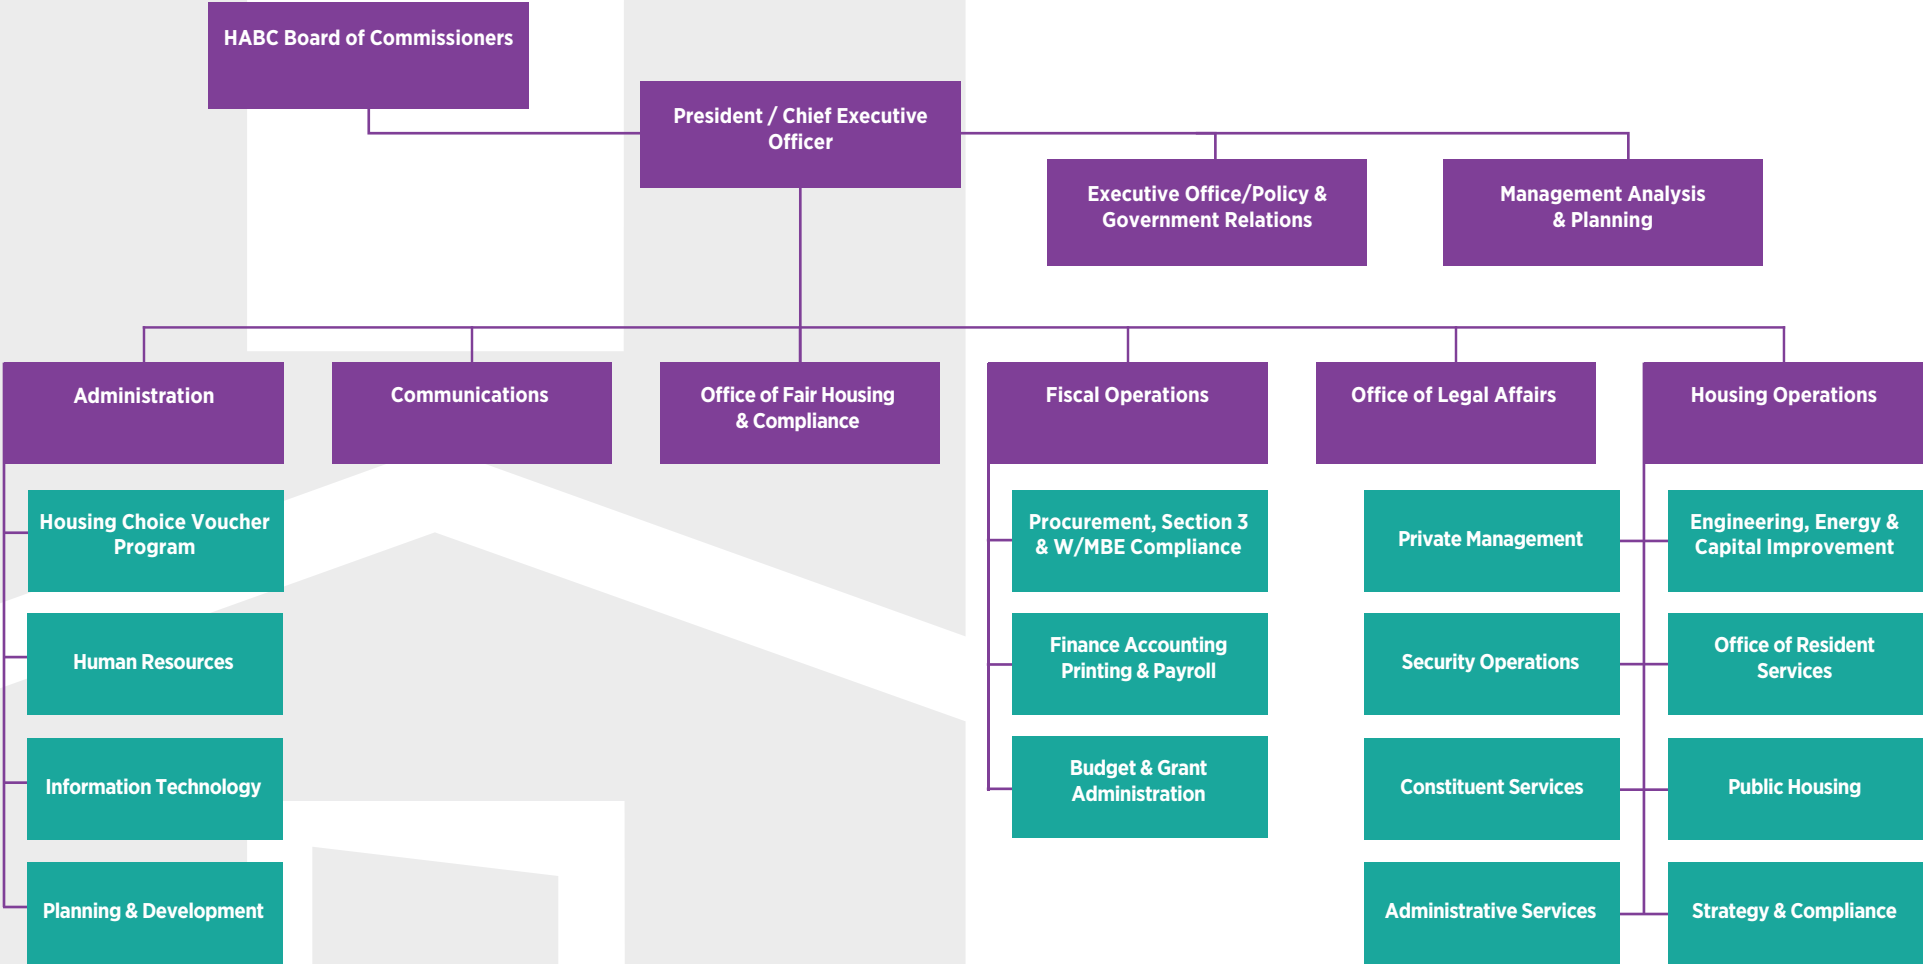 HABC Board of Commissioners
President / Chief Executive
Officer
Executive Office/Policy &
Government Relations
Management Analysis
& Planning
Administration
Communications
Office of Fair Housing
& Compliance
Fiscal Operations
Office of Legal Affairs
Housing Operations
Housing Choice Voucher
Program
Human Resources
Information Technology
Planning & Development
Procurement, Section 3
& W/MBE Compliance
Finance Accounting
Printing & Payroll
Budget & Grant
Administration
Private Management
Security Operations
Constituent Services
Administrative Services
Engineering, Energy &
Capital Improvement
Office of Resident
Services
Public Housing
Strategy & Compliance